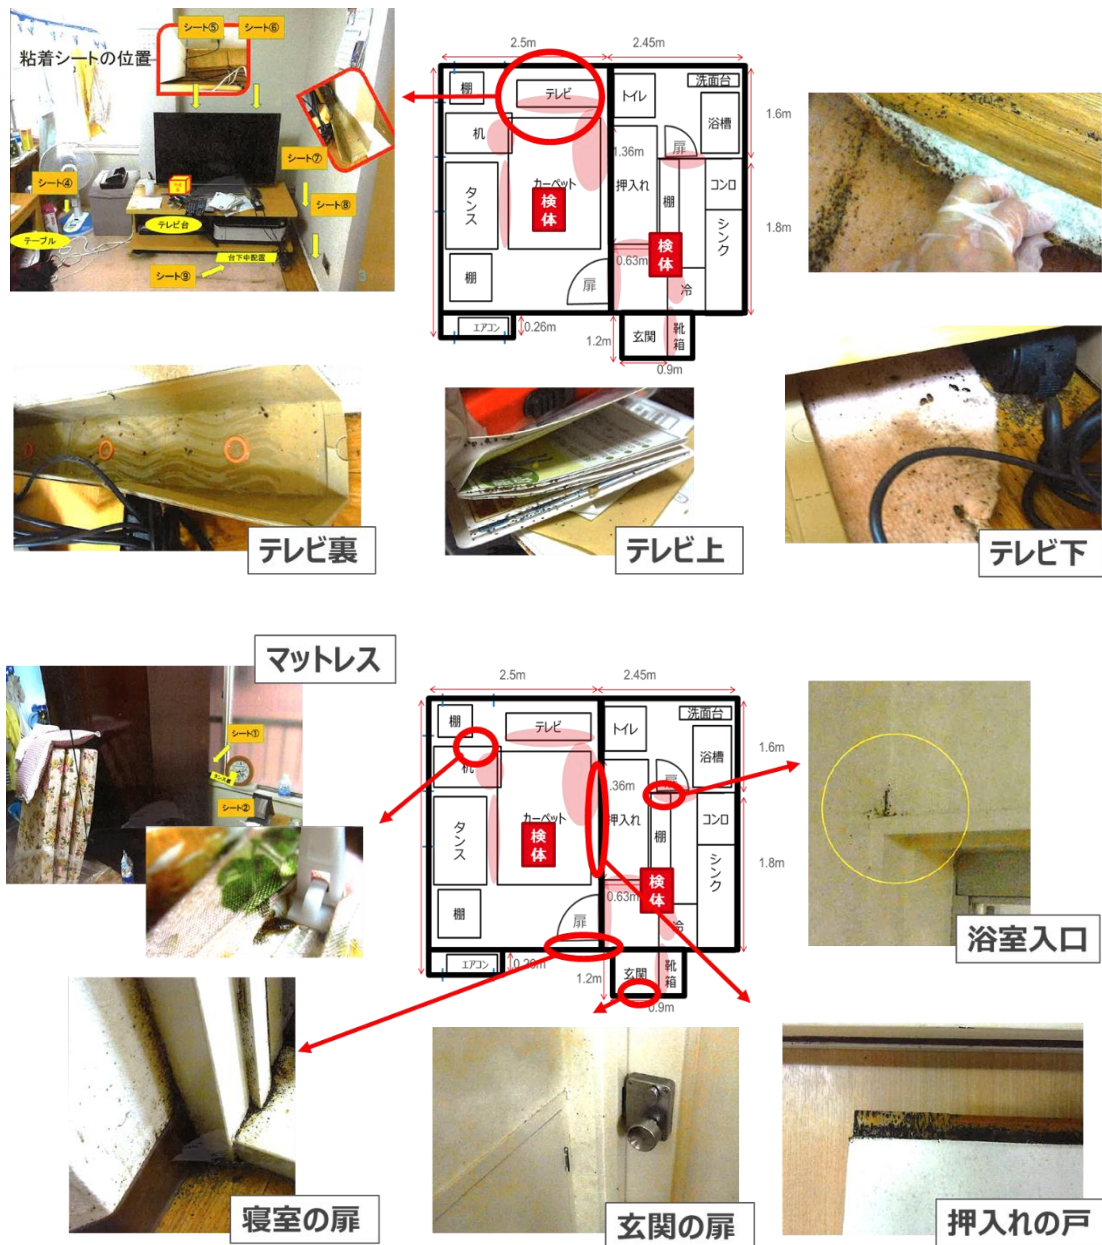 粘着シートの位置
シート⑤
シート⑥
シート④
シート⑦
シート⑧
テレビ台
テーブル
台下中配置
シート⑨
3
2.5m
2.45m
棚
テレビ
トイレ
洗面台
浴槽
1.6m
机
1.36m
扉
タンス
カーペット
検体
押入れ
棚
コンロ
シンク
1.8m
検体
0.63m
棚
扉
冷
エアコン
0.26m
1.2m
玄関
靴箱
0.9m
テレビ裏
テレビ上
テレビ下
マットレス
シート①
シート②
2.5m
2.45m
棚
テレビ
トイレ
洗面台
浴槽
1.6m
机
.36m
扉
タンス
カーペット
検体
押入れ
棚
コンロ
シンク
1.8m
検体
0.63m
棚
扉
冷
エアコン
0.26m
1.2m
玄関
靴箱
0.9m
浴室入口
寝室の扉
玄関の扉
押入れの戸